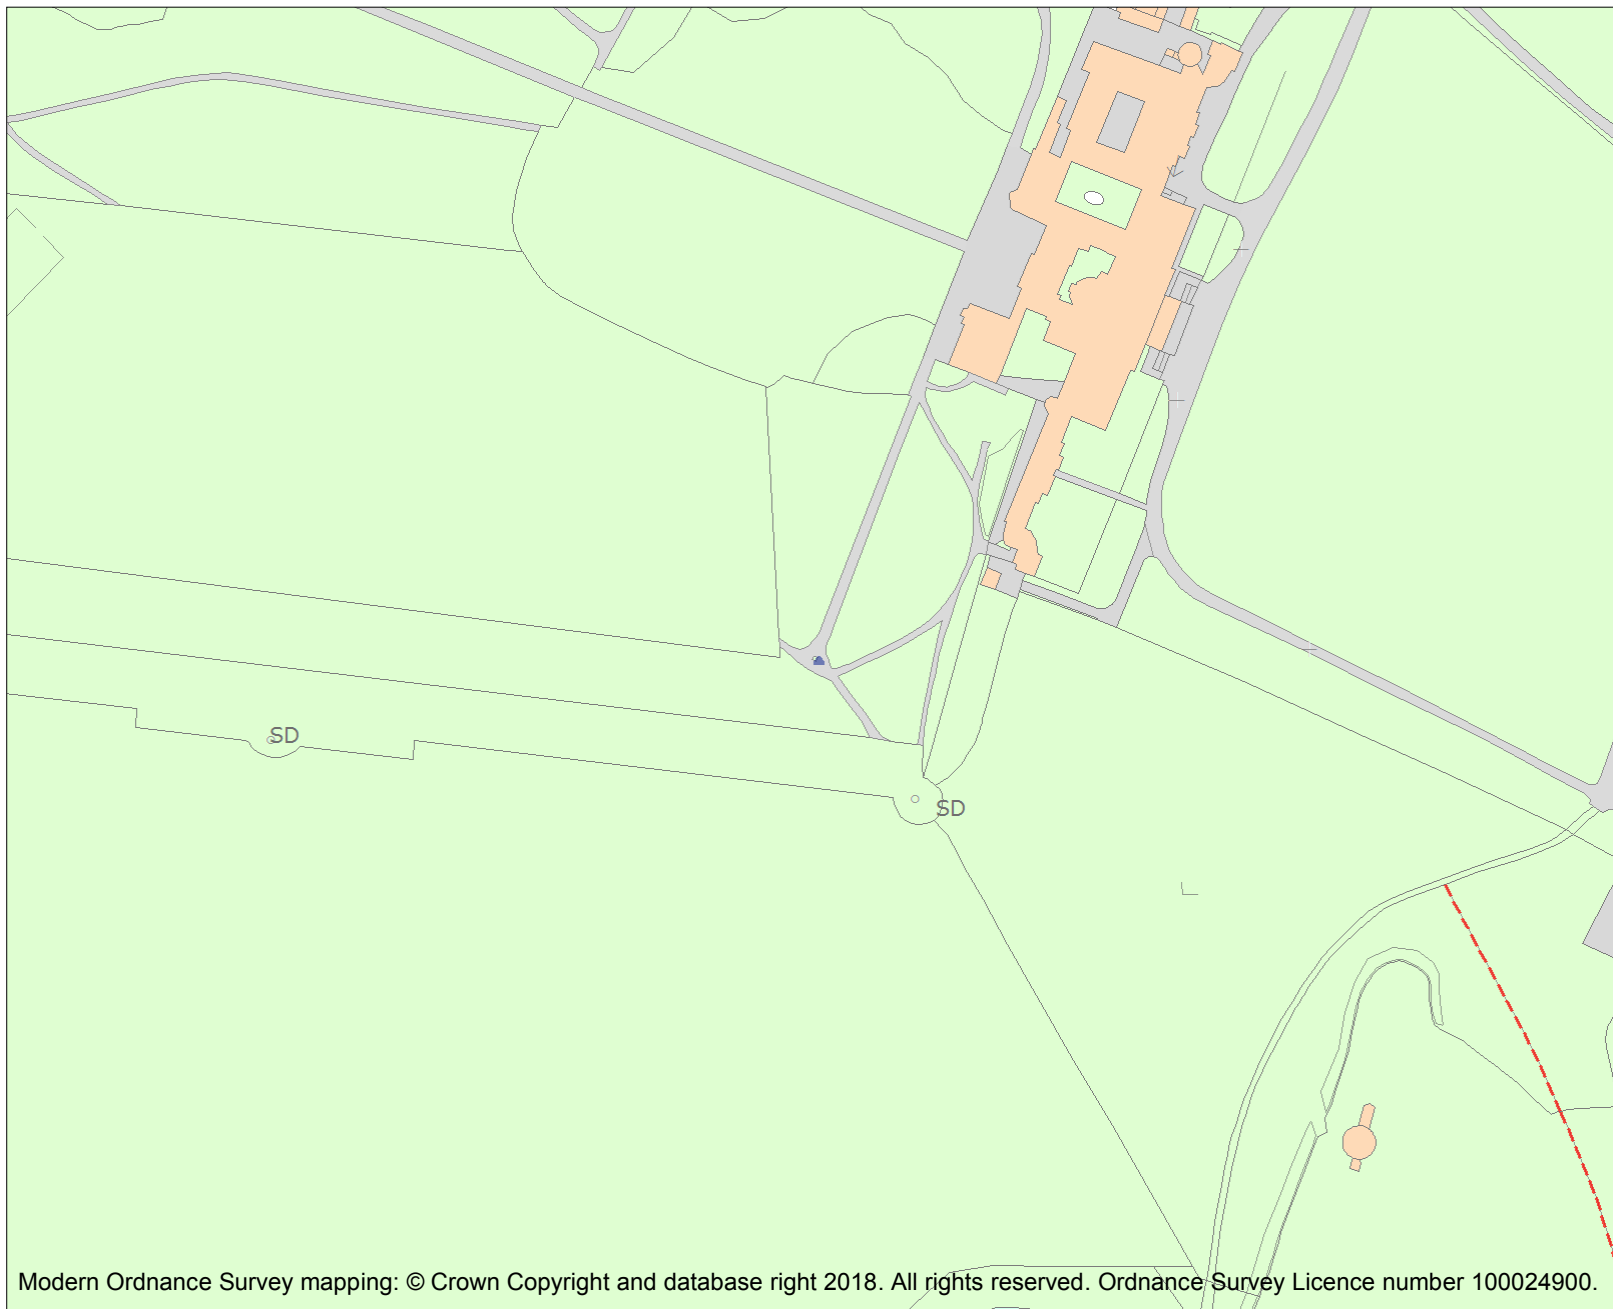 SD
SD
Modern Ordnance Survey mapping: © Crown Copyright and database right 2018. All rights reserved. Ordnance Survey Licence number 100024900.